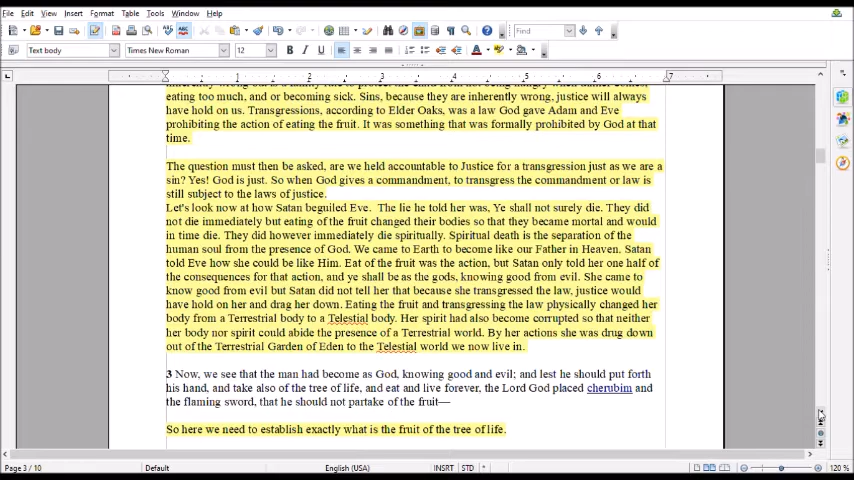 File Edit View Insert Format Table Tools Window Help
Find
Text body Times New Roman 12
1 2 3 4 5 6 7
eating too much, and or becoming sick. Sins, because they are inherently wrong, justice will always
have hold on us. Transgressions, according to Elder Oaks, was a law God gave Adam and Eve
prohibiting the action of eating the fruit. It was something that was formally prohibited by God at that
time.
The question must then be asked, are we held accountable to Justice for a transgression just as we are a
sin? Yes! God is just. So when God gives a commandment, to transgress the commandment or law is
still subject to the laws of justice.
Let's look now at how Satan beguiled Eve. The lie he told her was, Ye shall not surely die. They did
not die immediately but eating of the fruit changed their bodies so that they became mortal and would
in time die. They did however immediately die spiritually. Spiritual death is the separation of the
human soul from the presence of God. We came to Earth to become like our Father in Heaven. Satan
told Eve how she could be like Him. Eat of the fruit was the action, but Satan only told her one half of
the consequences for that action, and ye shall be as the gods, knowing good from evil. She came to
know good from evil but Satan did not tell her that because she transgressed the law, justice would
have hold on her and drag her down. Eating the fruit and transgressing the law physically changed her
body from a Terrestrial body to a Telestial body. Her spirit had also become corrupted so that neither
her body nor spirit could abide the presence of a Terrestrial world. By her actions she was drug down
out of the Terrestrial Garden of Eden to the Telestial world we now live in.
3 Now, we see that the man had become as God, knowing good and evil; and lest he should put forth
his hand, and take also of the tree of life, and eat and live forever, the Lord God placed cherubim and
the flaming sword, that he should not partake of the fruit—
So here we need to establish exactly what is the fruit of the tree of life.
Page 3 / 10 Default English (USA) INSRT STD * 120 %